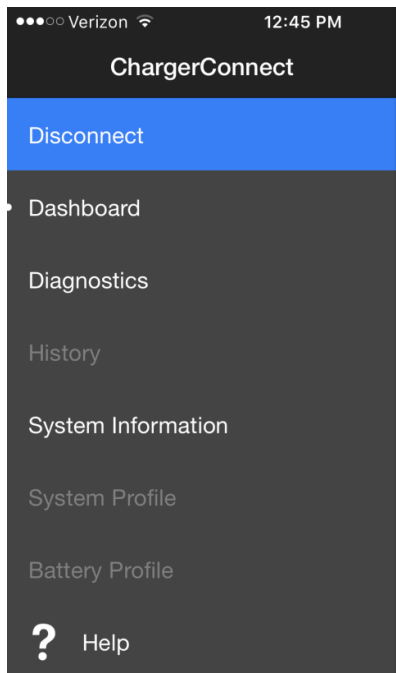 Verizon 12:45 PM
ChargerConnect
Disconnect
Dashboard
Diagnostics
History
System Information
System Profile
Battery Profile
? Help